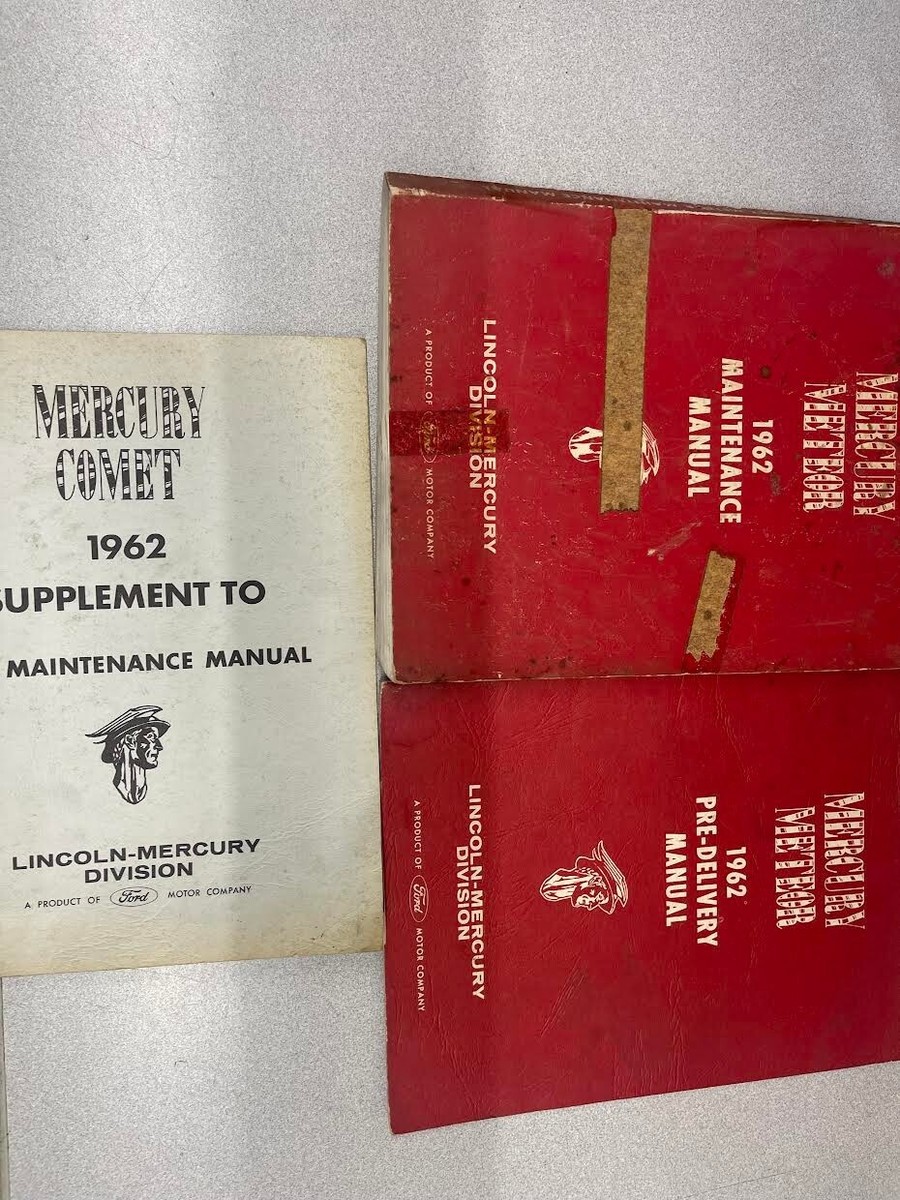 MERCURY
COMET
1962
SUPPLEMENT TO
MAINTENANCE MANUAL
LINCOLN-MERCURY
DIVISION
A PRODUCT OF Ford MOTOR COMPANY
MERCURY
METEOR
1962
MAINTENANCE
MANUAL
LINCOLN-MERCURY
DIVISION
A PRODUCT OF Ford MOTOR COMPANY
MERCURY
METEOR
1962
PRE-DELIVERY
MANUAL
LINCOLN-MERCURY
DIVISION
A PRODUCT OF Ford MOTOR COMPANY